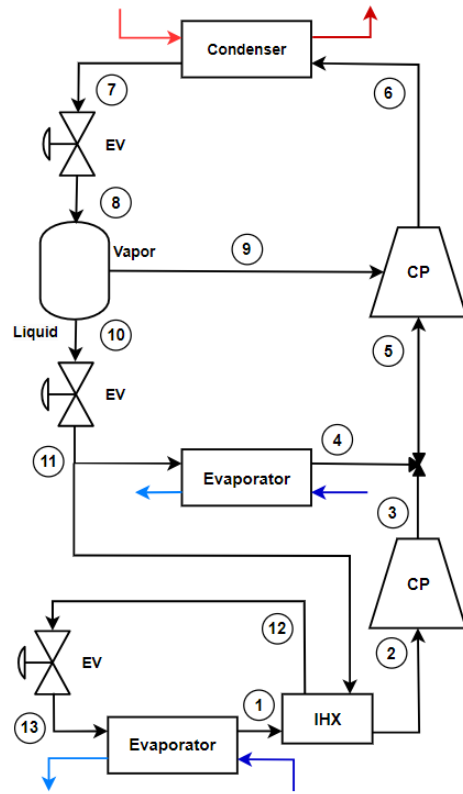 Condenser
7
6
EV
8
Vapor
9
CP
Liquid
10
5
EV
4
11
Evaporator
3
CP
12
2
EV
1
13
IHX
Evaporator